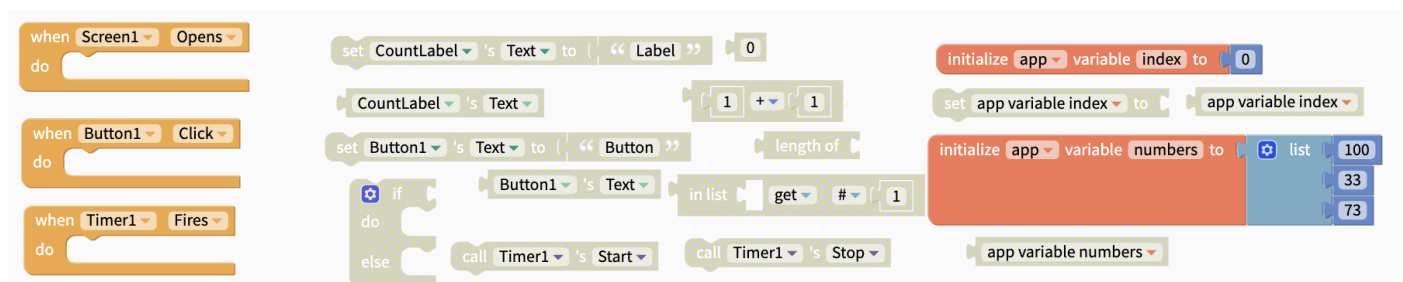 when Screen1 Opens
do
when Button1 Click
do
when Timer1 Fires
do
set CountLabel 's Text to “ Label ”
0
CountLabel 's Text
1 + 1
set Button1 's Text to “ Button ”
length of
if
do
else
Button1 's Text
in list get # 1
call Timer1 's Start
call Timer1 's Stop
initialize app variable index to 0
set app variable index to
app variable index
initialize app variable numbers to list 100
33
73
app variable numbers